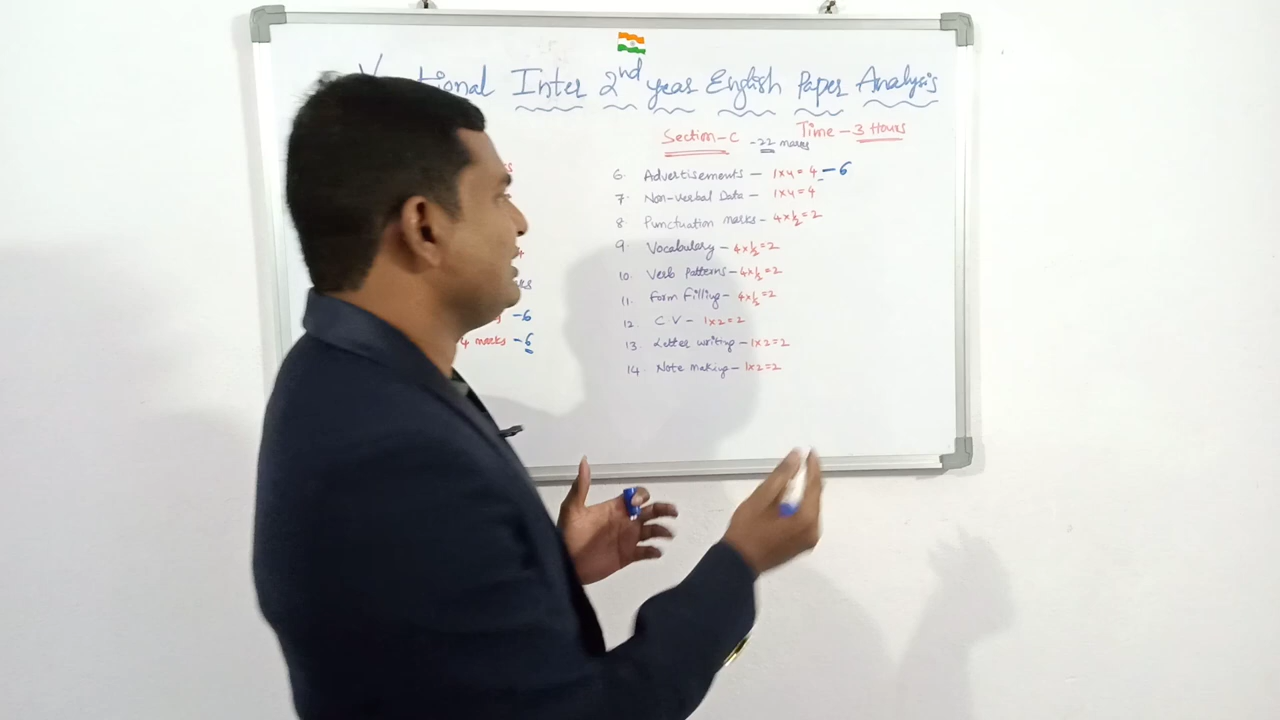 Inter 2nd year English Paper Analysis
Section-C - 22 marks
Time - 3 Hours
6. Advertisements - 1x4 = 4 - 6
7. Non-verbal Data - 1x4 = 4
8. Punctuation marks - 4x½ = 2
9. Vocabulary - 4x½ = 2
10. Verb patterns - 4x½ = 2
11. Form filling - 4x½ = 2
12. C.V - 1x2 = 2
13. Letter writing - 1x2 = 2
14. Note making - 1x2 = 2
- 6
4 marks - 6